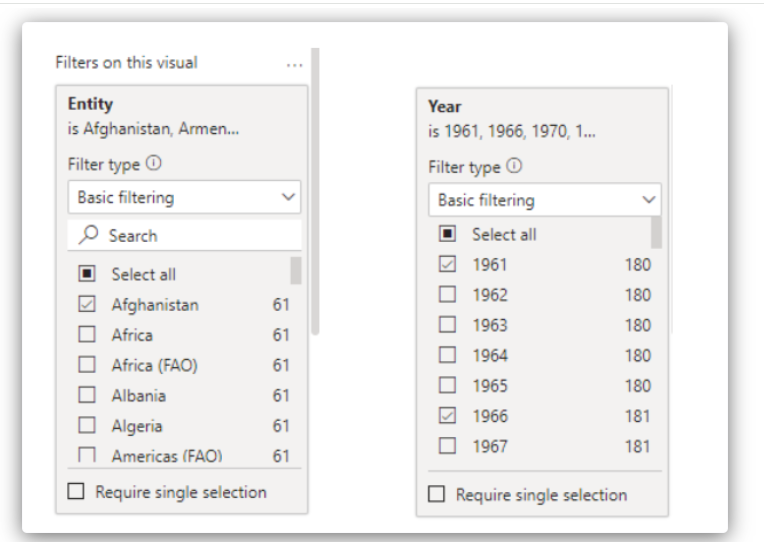 Filters on this visual ...
Entity
is Afghanistan, Armen...
Filter type
Basic filtering
Search
Select all
Afghanistan 61
Africa 61
Africa (FAO) 61
Albania 61
Algeria 61
Americas (FAO) 61
Require single selection
Year
is 1961, 1966, 1970, 1...
Filter type
Basic filtering
Select all
1961 180
1962 180
1963 180
1964 180
1965 180
1966 181
1967 181
Require single selection